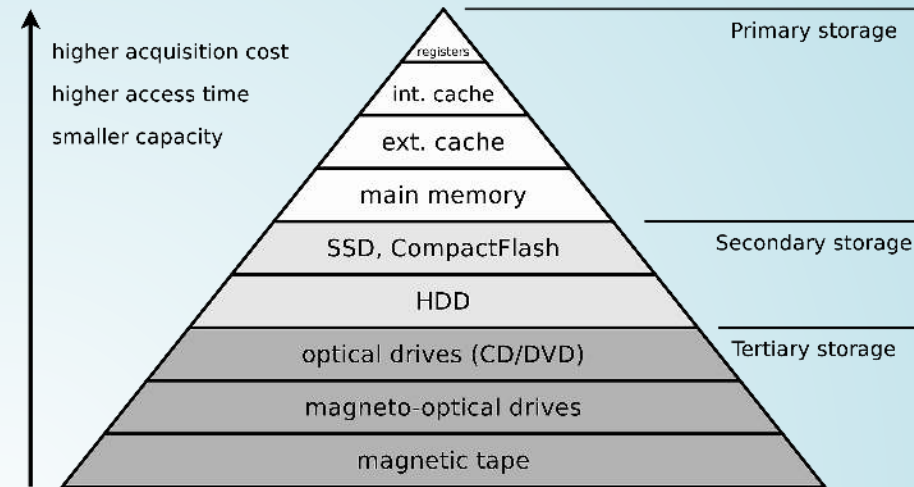 higher acquisition cost
higher access time
smaller capacity
registers
int. cache
ext. cache
main memory
SSD, CompactFlash
HDD
optical drives (CD/DVD)
magneto-optical drives
magnetic tape
Primary storage
Secondary storage
Tertiary storage